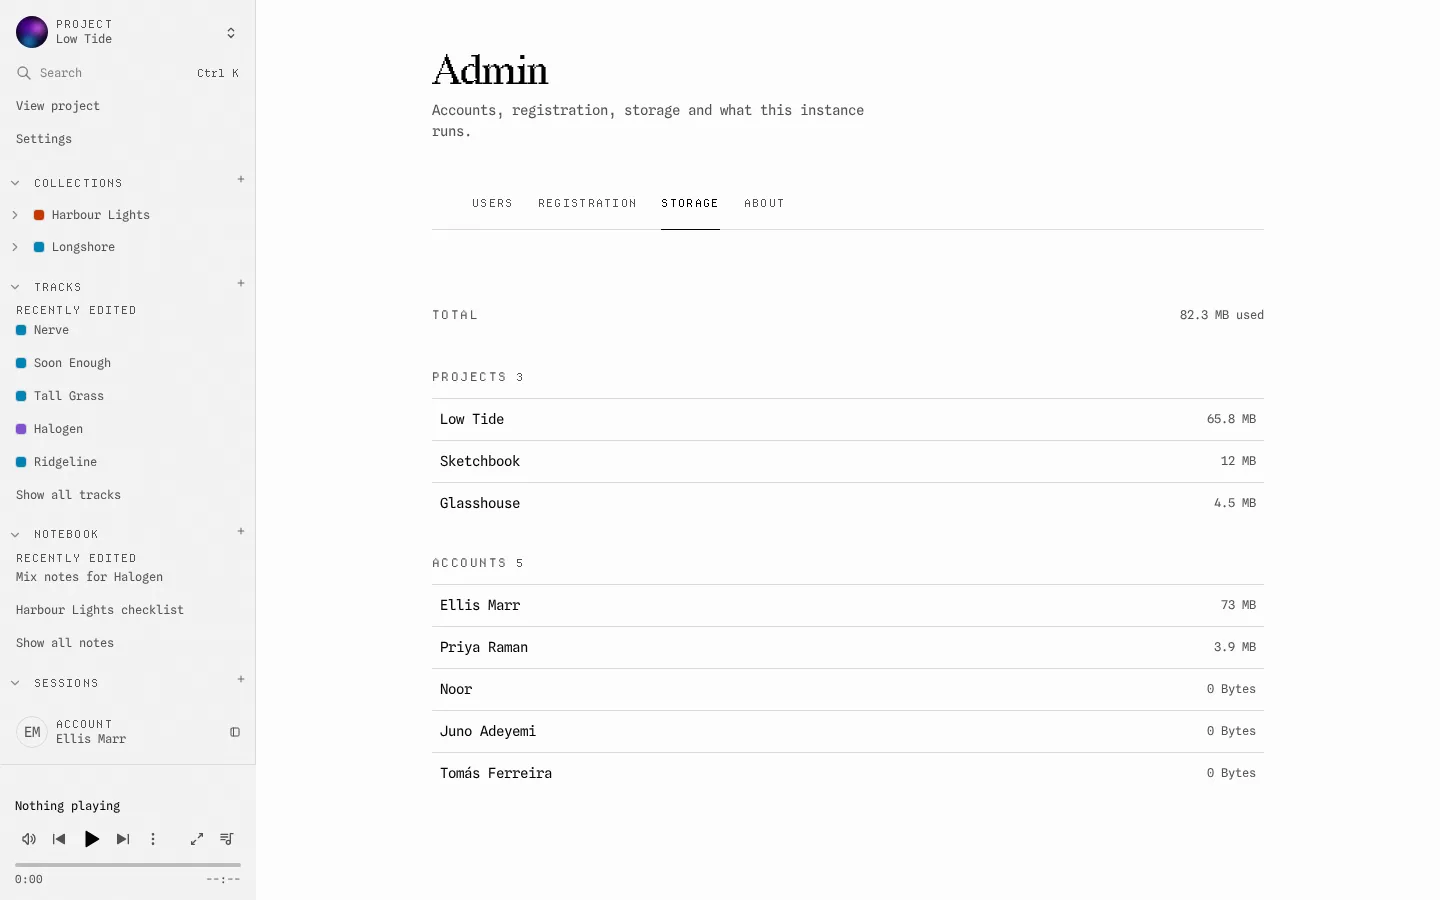 PROJECT
Low Tide
Search Ctrl K
View project
Settings
COLLECTIONS +
Harbour Lights
Longshore
TRACKS +
RECENTLY EDITED
Nerve
Soon Enough
Tall Grass
Halogen
Ridgeline
Show all tracks
NOTEBOOK +
RECENTLY EDITED
Mix notes for Halogen
Harbour Lights checklist
Show all notes
SESSIONS +
EM
ACCOUNT
Ellis Marr
Nothing playing
0:00 --:--
Admin
Accounts, registration, storage and what this instance
runs.
USERS REGISTRATION STORAGE ABOUT
TOTAL 82.3 MB used
PROJECTS 3
Low Tide 65.8 MB
Sketchbook 12 MB
Glasshouse 4.5 MB
ACCOUNTS 5
Ellis Marr 73 MB
Priya Raman 3.9 MB
Noor 0 Bytes
Juno Adeyemi 0 Bytes
Tomás Ferreira 0 Bytes